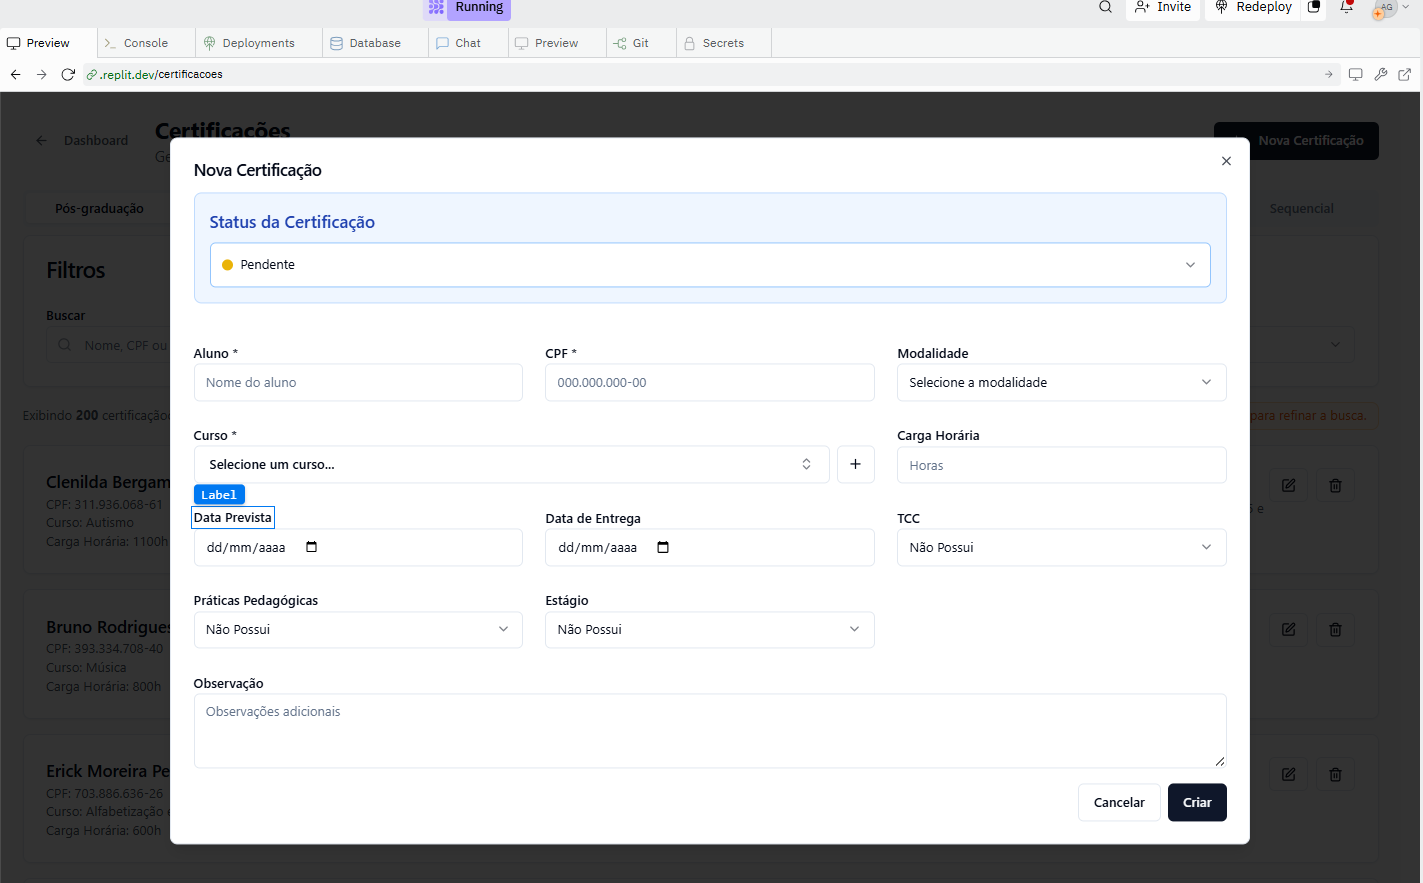 Running
Invite
Redeploy
AG
Preview
Console
Deployments
Database
Chat
Preview
Git
Secrets
.replit.dev/certificacoes
Dashboard
Certificações
Ge
Nova Certificação
Nova Certificação
Pós-graduação
Sequencial
Status da Certificação
Pendente
Filtros
Buscar
Nome, CPF ou
Aluno *
CPF *
Modalidade
Nome do aluno
000.000.000-00
Selecione a modalidade
Exibindo 200 certificaçõe
para refinar a busca.
Curso *
Carga Horária
Selecione um curso...
Horas
Label
Data Prevista
Data de Entrega
TCC
dd/mm/aaaa
dd/mm/aaaa
Não Possui
Clenilda Bergam
CPF: 311.936.068-61
Curso: Autismo
Carga Horária: 1100h
Práticas Pedagógicas
Estágio
Não Possui
Não Possui
Bruno Rodrigues
CPF: 393.334.708-40
Curso: Música
Carga Horária: 800h
Observação
Observações adicionais
Erick Moreira Pe
CPF: 703.886.636-26
Curso: Alfabetização e
Carga Horária: 600h
Cancelar
Criar